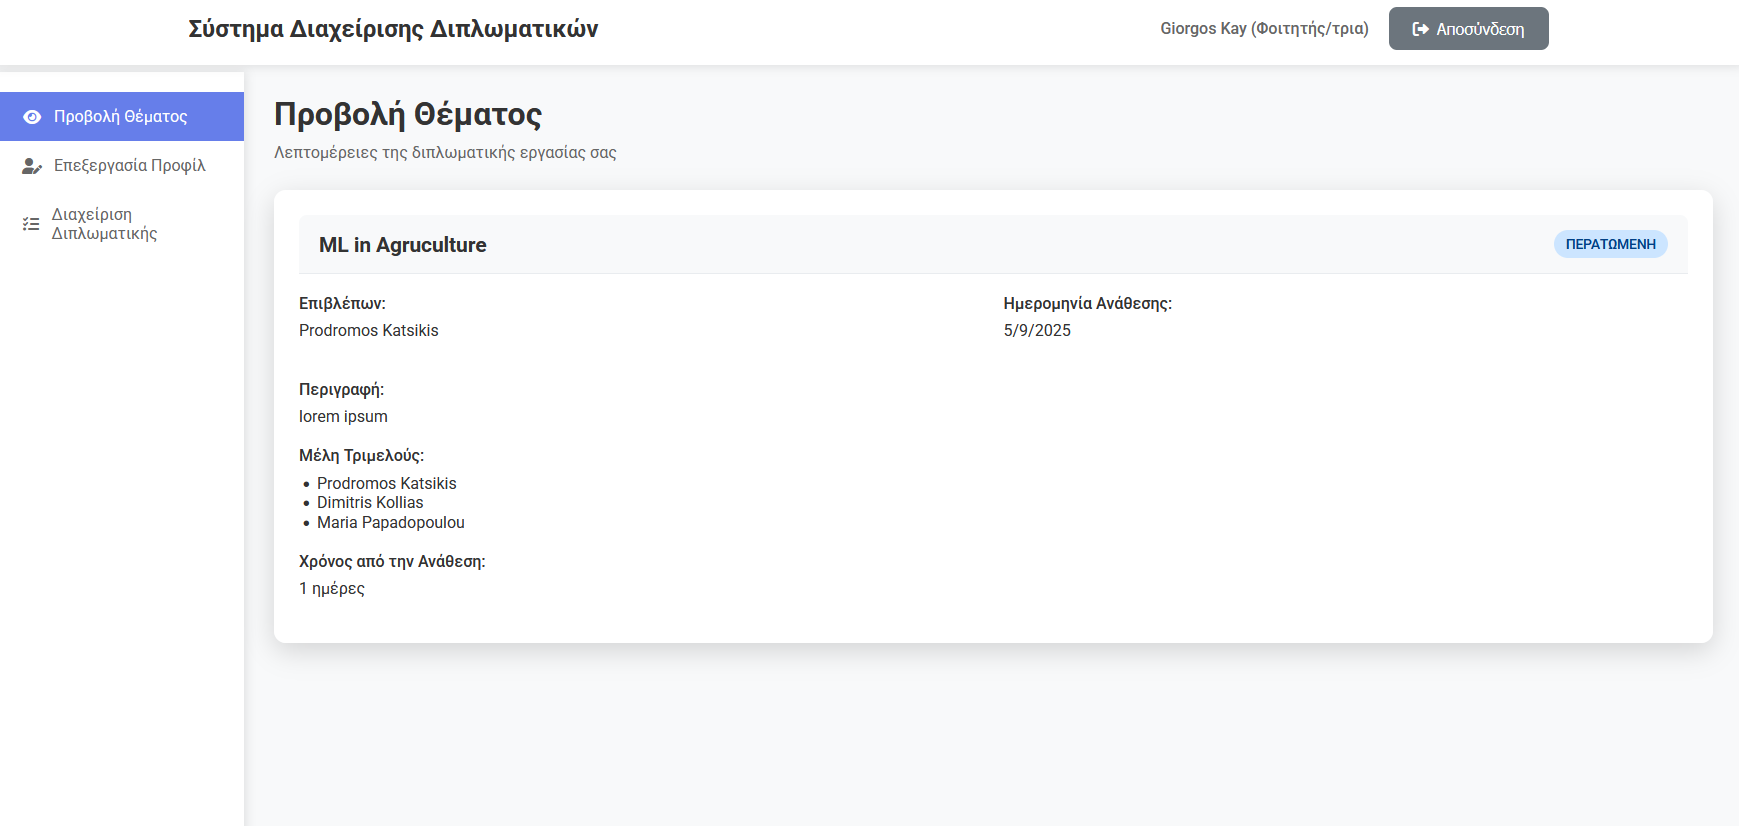 Σύστημα Διαχείρισης Διπλωματικών
Giorgos Kay (Φοιτητής/τρια)
Αποσύνδεση
Προβολή Θέματος
Επεξεργασία Προφίλ
Διαχείριση
Διπλωματικής
Προβολή Θέματος
Λεπτομέρειες της διπλωματικής εργασίας σας
ML in Agruculture
ΠΕΡΑΤΩΜΕΝΗ
Επιβλέπων:
Prodromos Katsikis
Ημερομηνία Ανάθεσης:
5/9/2025
Περιγραφή:
lorem ipsum
Μέλη Τριμελούς:
Prodromos Katsikis
Dimitris Kollias
Maria Papadopoulou
Χρόνος από την Ανάθεση:
1 ημέρες